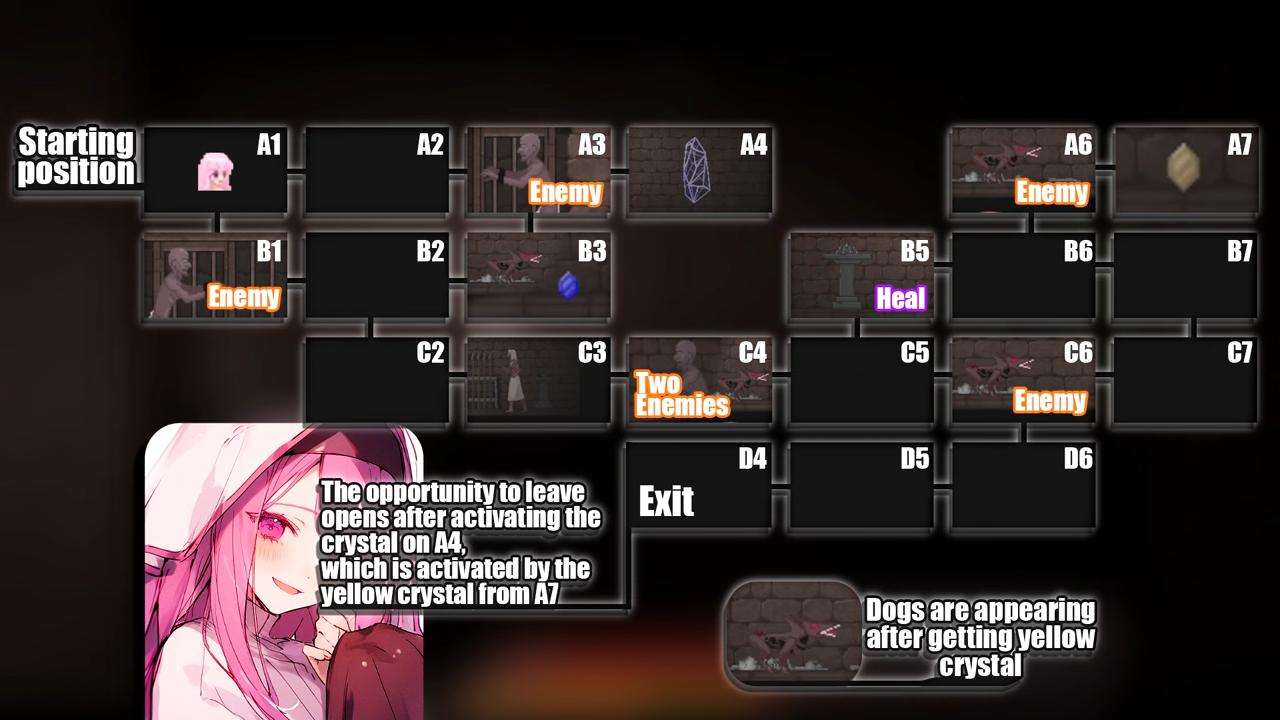 Starting
position
A1
A2
A3
Enemy
A4
A6
Enemy
A7
B1
Enemy
B2
B3
B5
Heal
B6
B7
C2
C3
C4
Two
Enemies
C5
C6
Enemy
C7
D4
Exit
D5
D6
The opportunity to leave
opens after activating the
crystal on A4,
which is activated by the
yellow crystal from A7
Dogs are appearing
after getting yellow
crystal